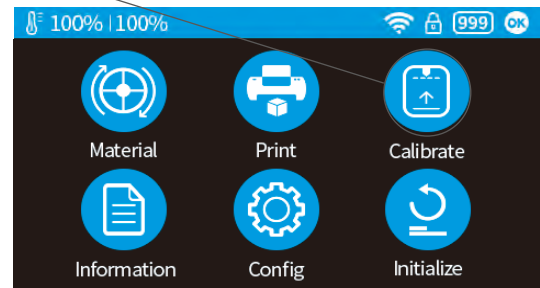 100% | 100% 999 OK
Material Print Calibrate
Information Config Initialize